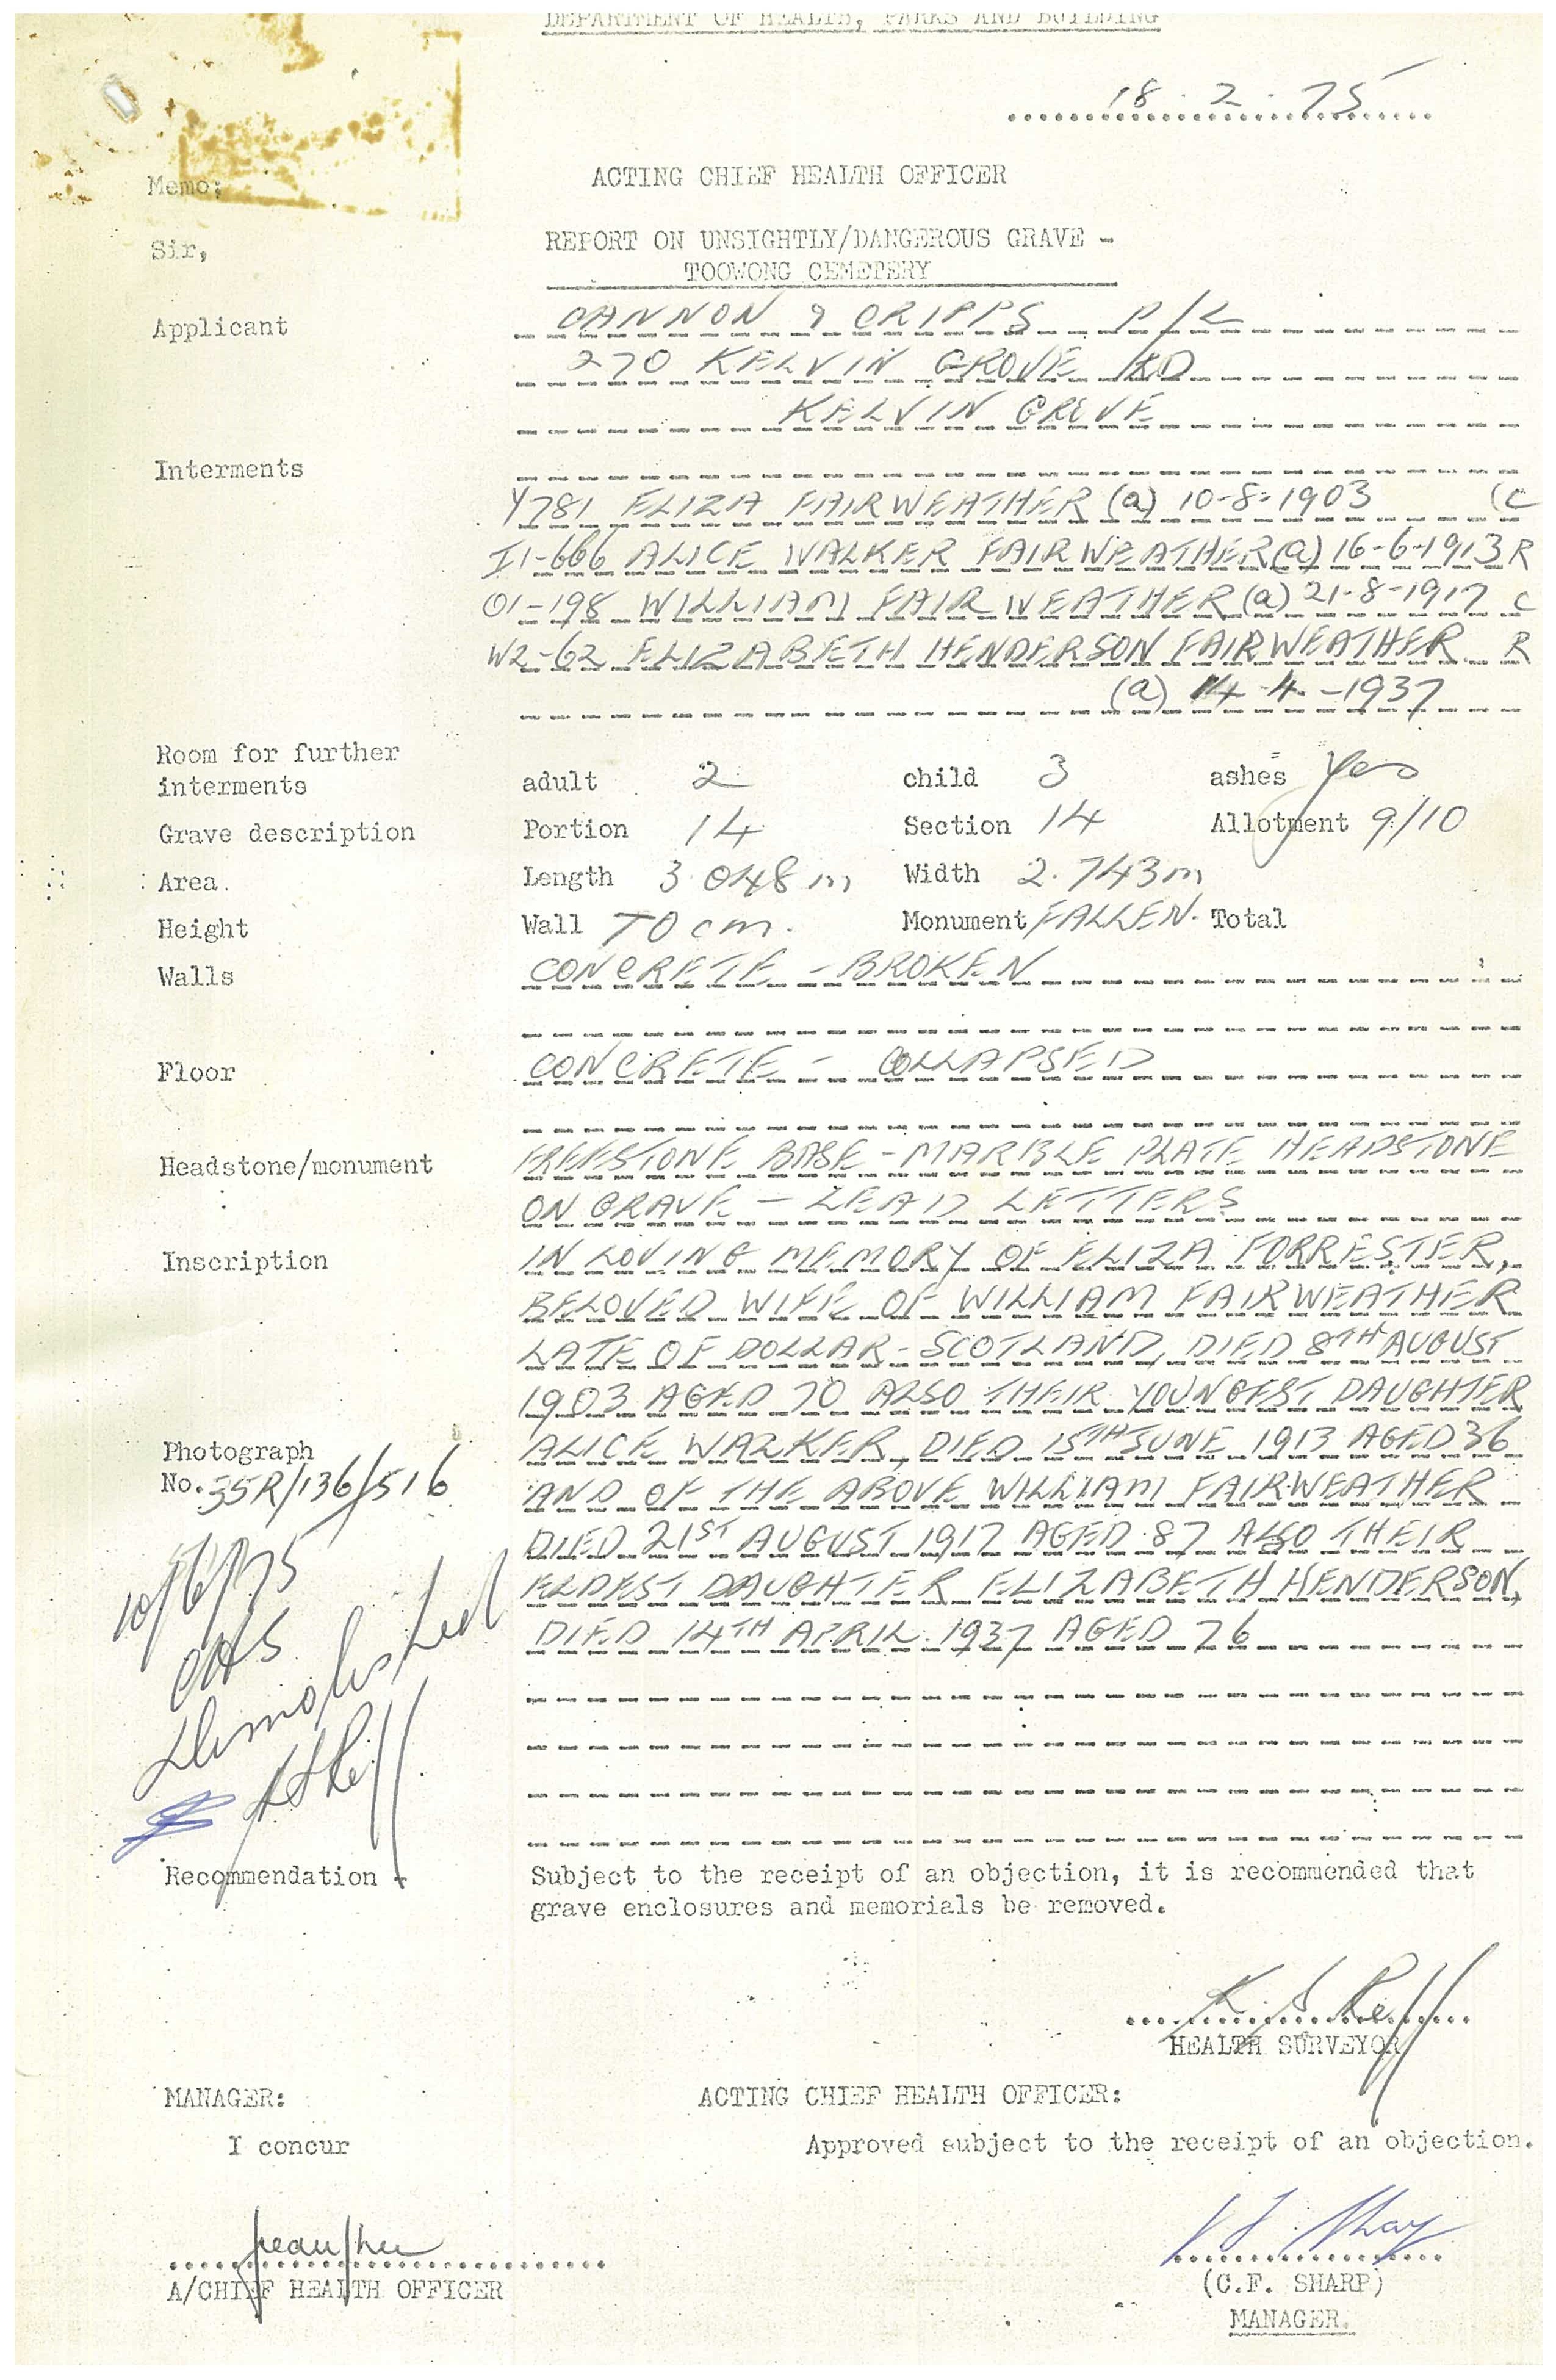 DEPARTMENT OF HEALTH, PARKS AND BUILDING
18.2.75
Memo: ACTING CHIEF HEALTH OFFICER
Sir, REPORT ON UNSIGHTLY/DANGEROUS GRAVE -
TOOWONG CEMETERY
Applicant CANNON & CRIPPS P/L
270 KELVIN GROVE RD
KELVIN GROVE
Interments
Y781 ELIZA FAIRWEATHER (a) 10-8-1903 (C
I1-666 ALICE WALKER FAIRWEATHER (a) 16-6-1913 R
O1-198 WILLIAM FAIRWEATHER (a) 21-8-1917 C
W2-62 ELIZABETH HENDERSON FAIRWEATHER R
(a) 14-4-1937
Room for further
interments adult 2 child 3 ashes Yes
Grave description Portion 14 Section 14 Allotment 9/10
Area Length 3.048m Width 2.743m
Height Wall 70cm. Monument FALLEN. Total
Walls CONCRETE - BROKEN
Floor CONCRETE - COLLAPSED
Headstone/monument FREESTONE BASE - MARBLE PLATE HEADSTONE
ON GRAVE - LEAD LETTERS
Inscription IN LOVING MEMORY OF ELIZA FORRESTER,
BELOVED WIFE OF WILLIAM FAIRWEATHER
LATE OF DOLLAR - SCOTLAND, DIED 8TH AUGUST
1903 AGED 70 ALSO THEIR YOUNGEST DAUGHTER
Photograph ALICE WALKER, DIED 15TH JUNE 1913 AGED 36
No. 35R/136/516 AND OF THE ABOVE WILLIAM FAIRWEATHER
DIED 21ST AUGUST 1917 AGED 87 ALSO THEIR
ELDEST DAUGHTER ELIZABETH HENDERSON,
DIED 14TH APRIL 1937 AGED 76
10/6/75
Demolished
Recommendation Subject to the receipt of an objection, it is recommended that
grave enclosures and memorials be removed.
HEALTH SURVEYOR
MANAGER: ACTING CHIEF HEALTH OFFICER:
I concur Approved subject to the receipt of an objection.
A/CHIEF HEALTH OFFICER (C.F. SHARP)
MANAGER.